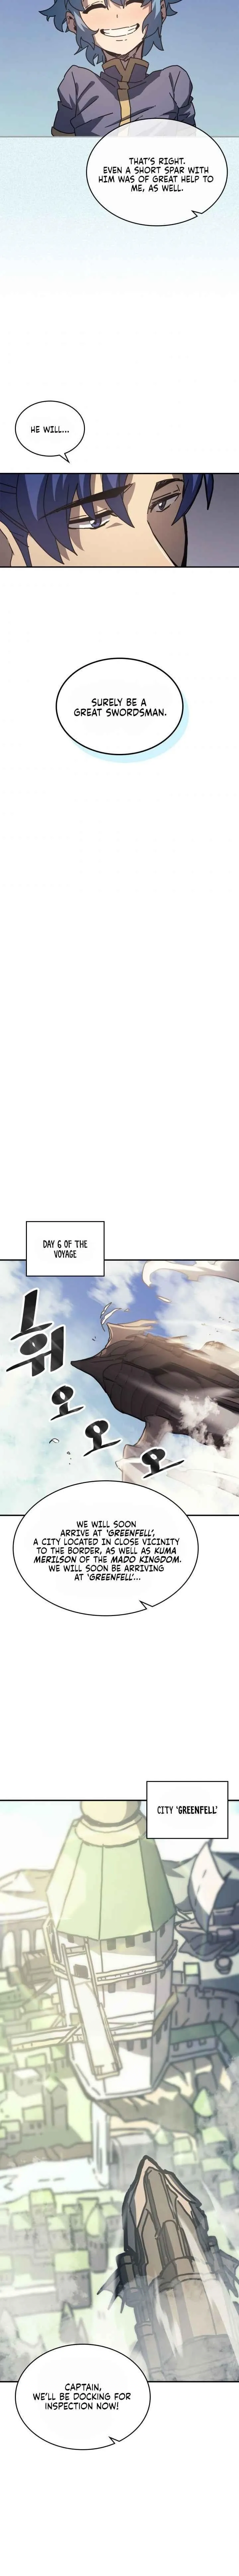 THAT'S RIGHT.
EVEN A SHORT SPAR WITH
HIM WAS OF GREAT HELP TO
ME, AS WELL.
HE WILL...
SURELY BE A
GREAT SWORDSMAN.
DAY 6 OF THE
VOYAGE
휘
오
오
오
WE WILL SOON
ARRIVE AT 'GREENFELL',
A CITY LOCATED IN CLOSE VICINITY
TO THE BORDER, AS WELL AS KUMA
MERILSON OF THE MADO KINGDOM.
WE WILL SOON BE ARRIVING
AT 'GREENFELL'...
CITY 'GREENFELL'
CAPTAIN,
WE'LL BE DOCKING FOR
INSPECTION NOW!